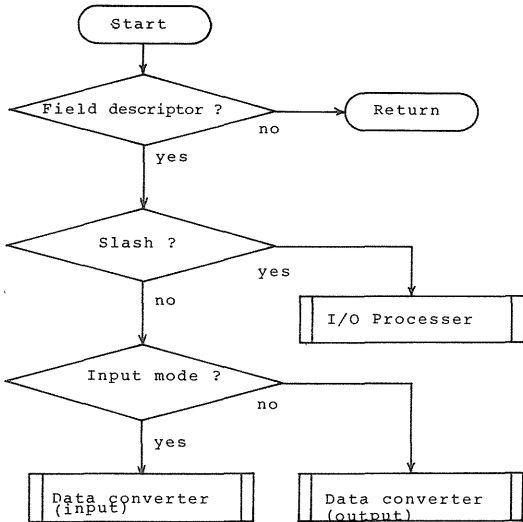 Start
Field descriptor ?
Return
no
yes
Slash ?
yes
no
I/O Processer
Input mode ?
no
yes
Data converter
(input)
Data converter
(output)